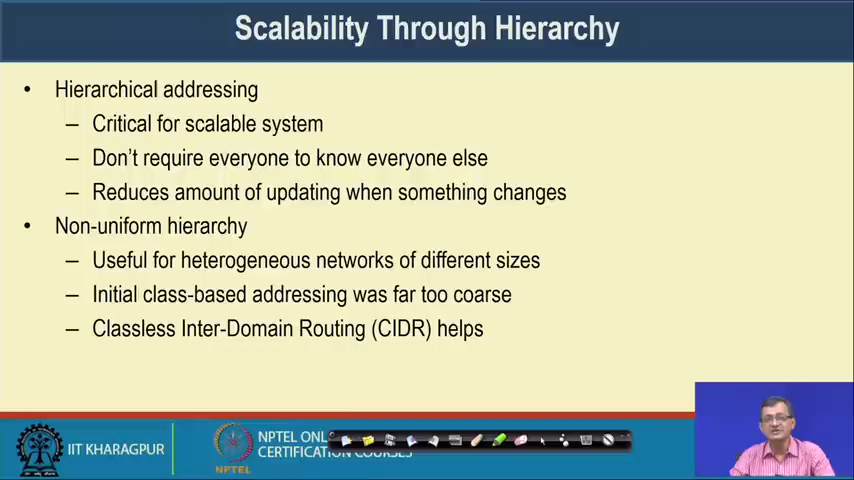 Scalability Through Hierarchy
• Hierarchical addressing
– Critical for scalable system
– Don't require everyone to know everyone else
– Reduces amount of updating when something changes
• Non-uniform hierarchy
– Useful for heterogeneous networks of different sizes
– Initial class-based addressing was far too coarse
– Classless Inter-Domain Routing (CIDR) helps
IIT KHARAGPUR
NPTEL
NPTEL ONL
CERTIFICATION COURSES